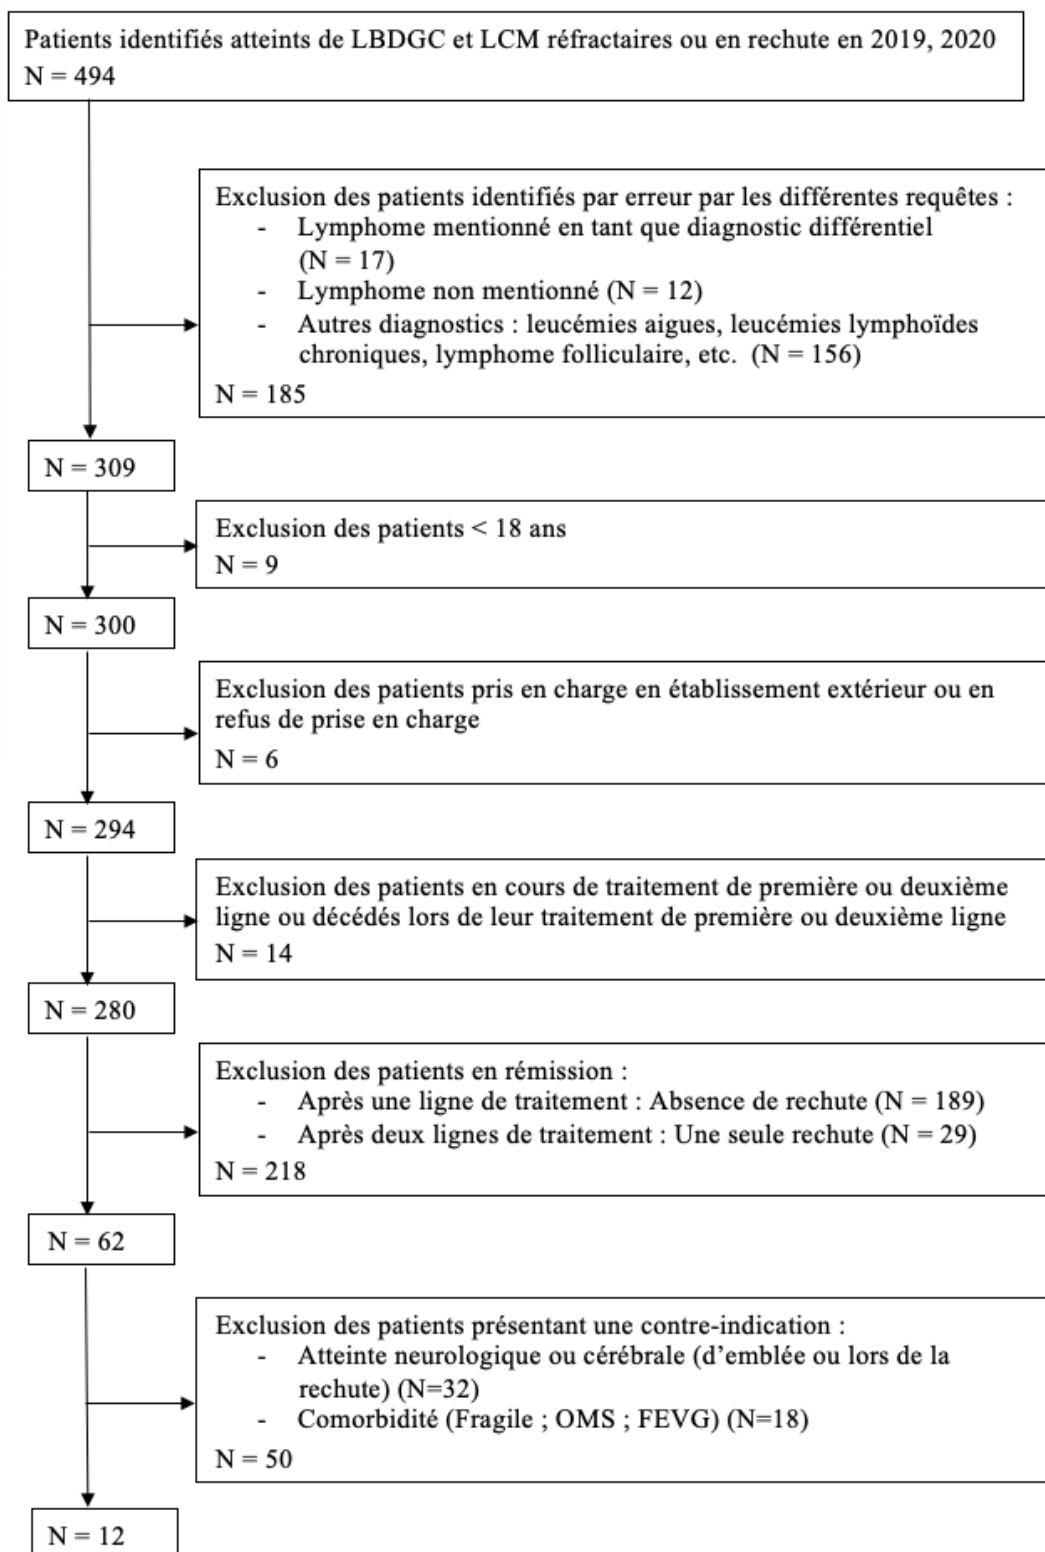 Patients identifiés atteints de LBDGC et LCM réfractaires ou en rechute en 2019, 2020
N = 494
Exclusion des patients identifiés par erreur par les différentes requêtes :
- Lymphome mentionné en tant que diagnostic différentiel
(N = 17)
- Lymphome non mentionné (N = 12)
- Autres diagnostics : leucémies aigues, leucémies lymphoïdes
chroniques, lymphome folliculaire, etc. (N = 156)
N = 185
N = 309
Exclusion des patients < 18 ans
N = 9
N = 300
Exclusion des patients pris en charge en établissement extérieur ou en
refus de prise en charge
N = 6
N = 294
Exclusion des patients en cours de traitement de première ou deuxième
ligne ou décédés lors de leur traitement de première ou deuxième ligne
N = 14
N = 280
Exclusion des patients en rémission :
- Après une ligne de traitement : Absence de rechute (N = 189)
- Après deux lignes de traitement : Une seule rechute (N = 29)
N = 218
N = 62
Exclusion des patients présentant une contre-indication :
- Atteinte neurologique ou cérébrale (d’emblée ou lors de la
rechute) (N=32)
- Comorbidité (Fragile ; OMS ; FEVG) (N=18)
N = 50
N = 12